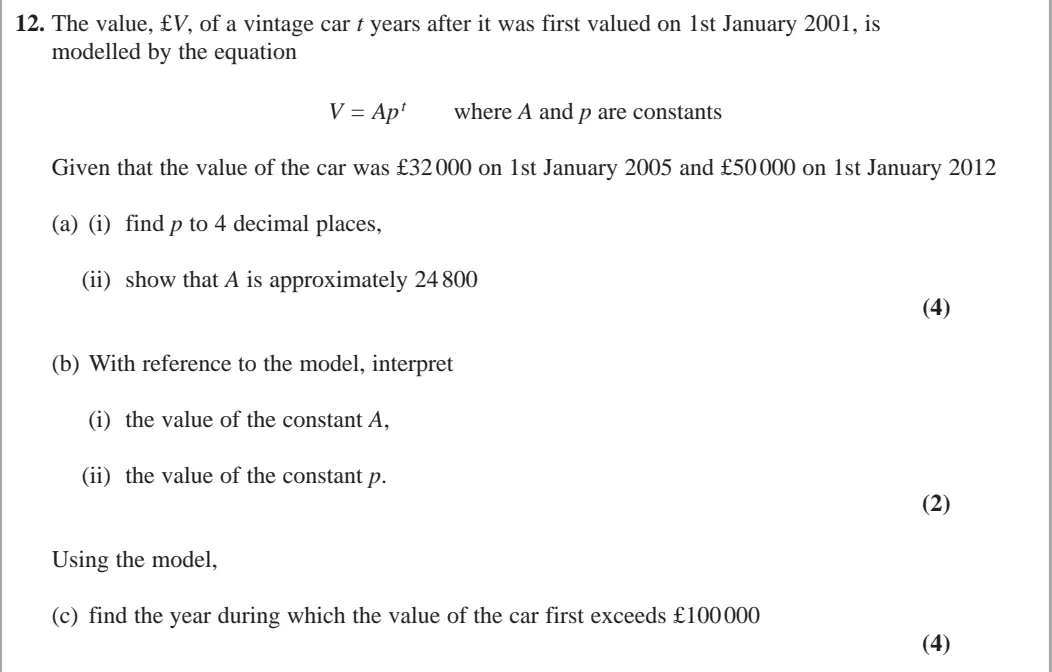 12. The value, £V, of a vintage car t years after it was first valued on 1st January 2001, is
modelled by the equation
V = Apᵗ where A and p are constants
Given that the value of the car was £32 000 on 1st January 2005 and £50 000 on 1st January 2012
(a) (i) find p to 4 decimal places,
(ii) show that A is approximately 24 800
(4)
(b) With reference to the model, interpret
(i) the value of the constant A,
(ii) the value of the constant p.
(2)
Using the model,
(c) find the year during which the value of the car first exceeds £100 000
(4)